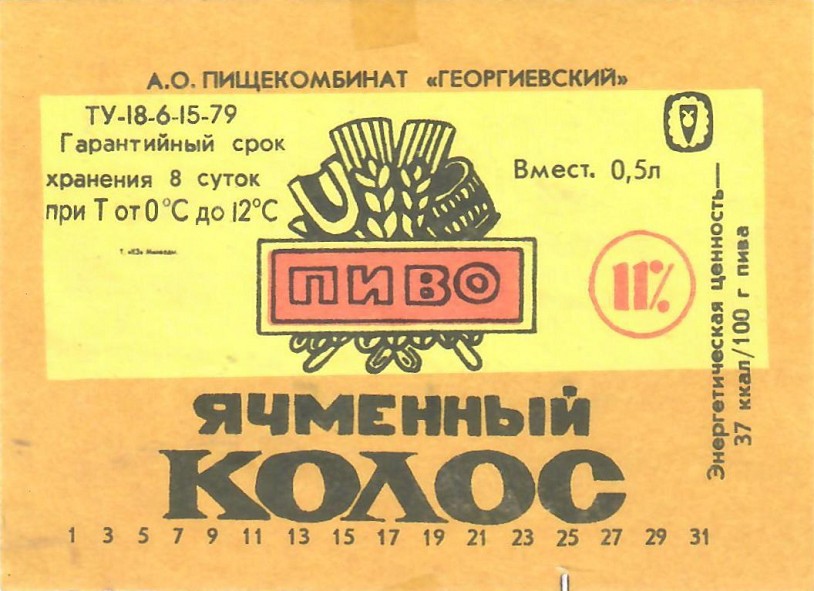 А.О. ПИЩЕКОМБИНАТ «ГЕОРГИЕВСКИЙ»
ТУ-18-6-15-79
Гарантийный срок
хранения 8 суток
при Т от 0°С до 12°С
Вмест. 0,5л
ПИВО
11%
Энергетическая ценность—
37 ккал/100 г пива
ЯЧМЕННЫЙ
КОЛОС
1 3 5 7 9 11 13 15 17 19 21 23 25 27 29 31